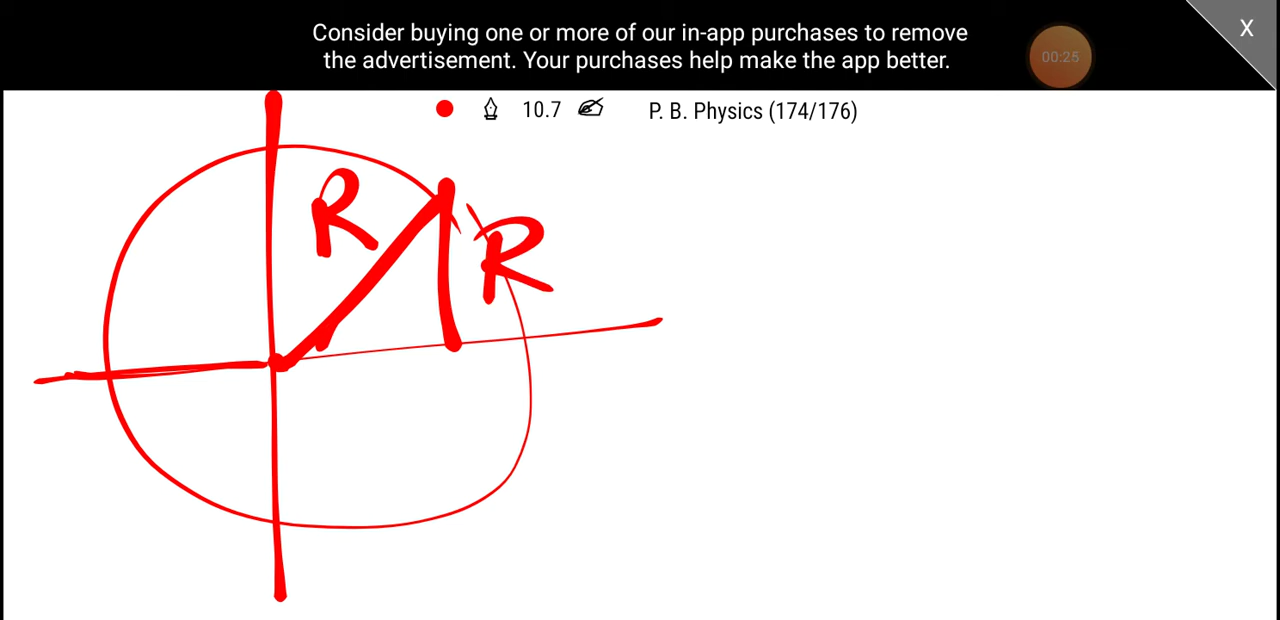 Consider buying one or more of our in-app purchases to remove
the advertisement. Your purchases help make the app better.
00:25
X
10.7
P. B. Physics (174/176)
R
R